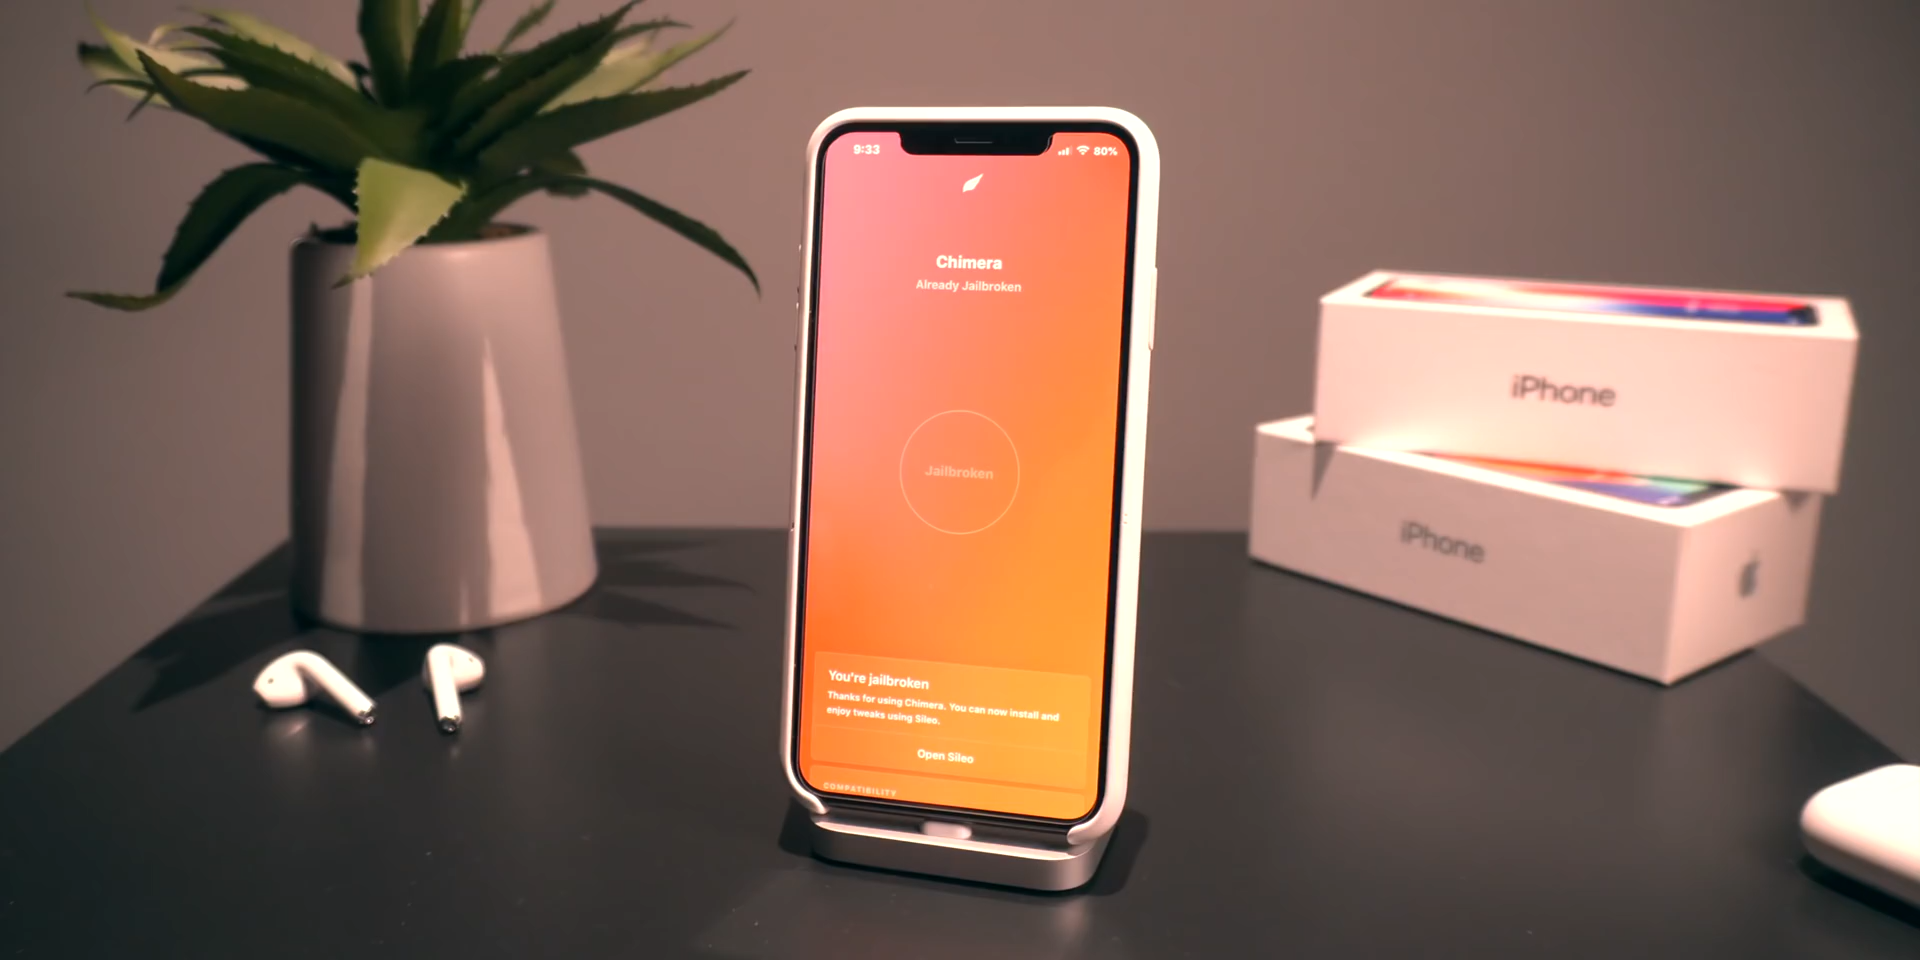 9:33
80%
Chimera
Already Jailbroken
Jailbroken
You're jailbroken
Thanks for using Chimera. You can now install and
enjoy tweaks using Sileo.
Open Sileo
COMPATIBILITY
iPhone
iPhone